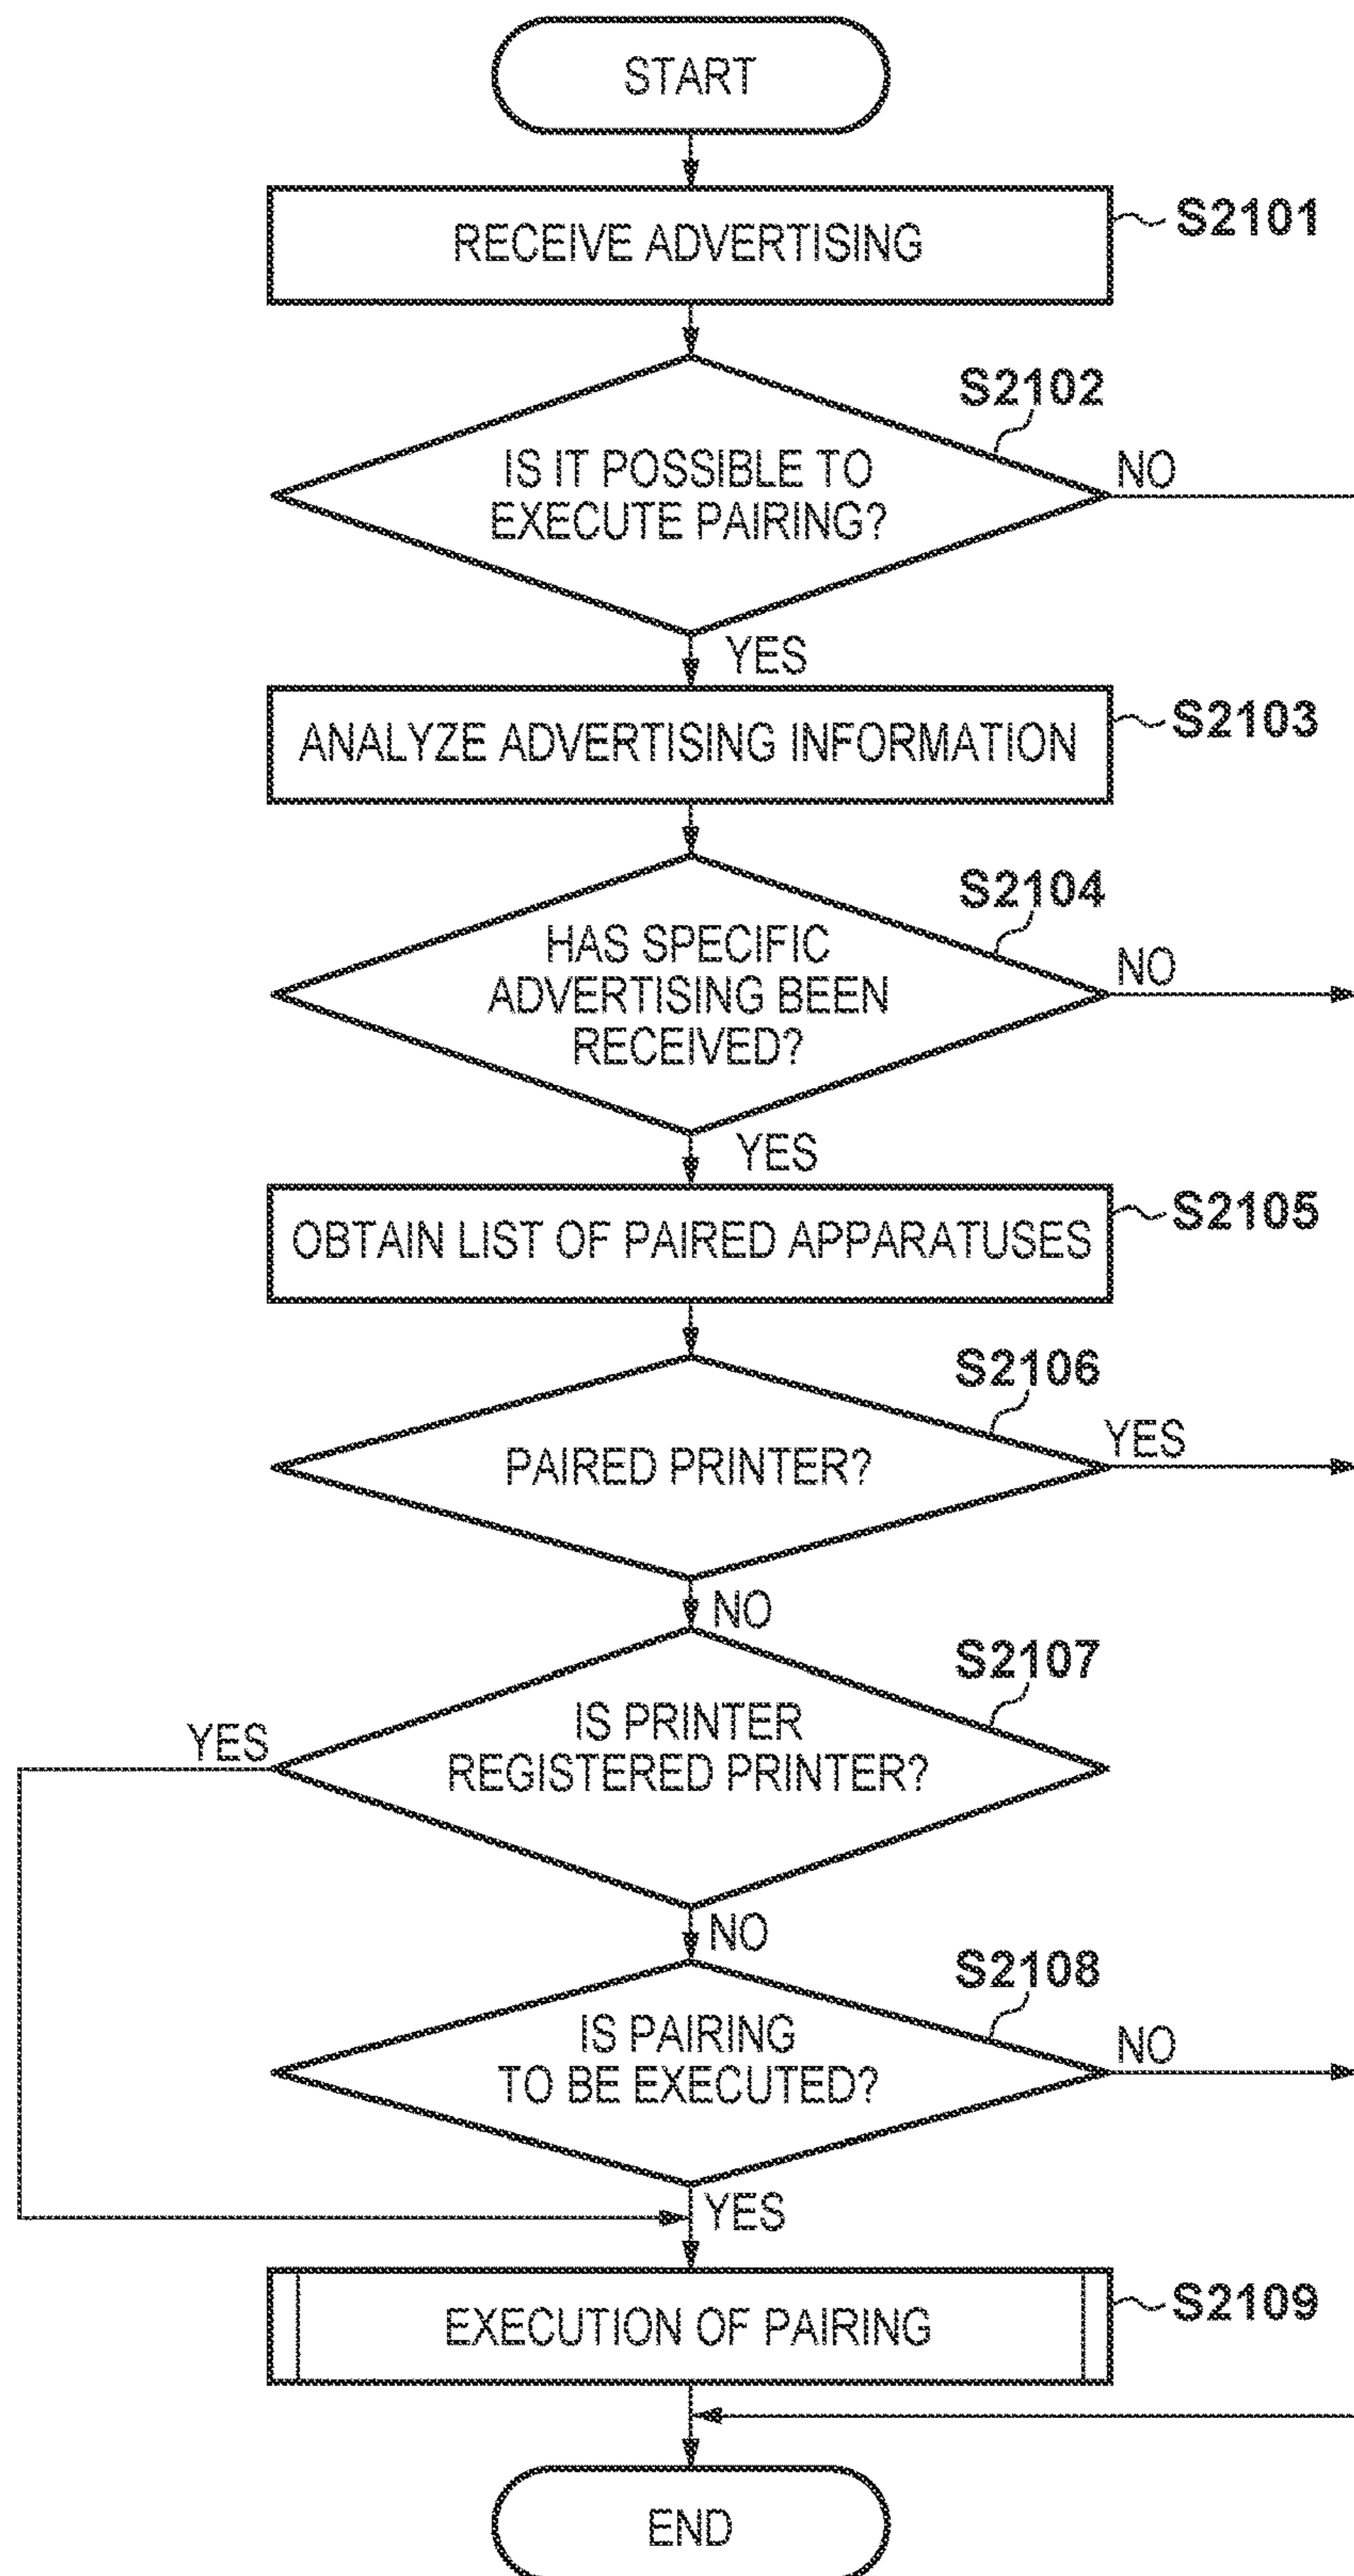 START
RECEIVE ADVERTISING
S2101
S2102
IS IT POSSIBLE TO
EXECUTE PAIRING?
NO
YES
ANALYZE ADVERTISING INFORMATION
S2103
S2104
HAS SPECIFIC
ADVERTISING BEEN
RECEIVED?
NO
YES
OBTAIN LIST OF PAIRED APPARATUSES
S2105
S2106
PAIRED PRINTER?
YES
NO
S2107
IS PRINTER
REGISTERED PRINTER?
YES
NO
S2108
IS PAIRING
TO BE EXECUTED?
NO
YES
EXECUTION OF PAIRING
S2109
END